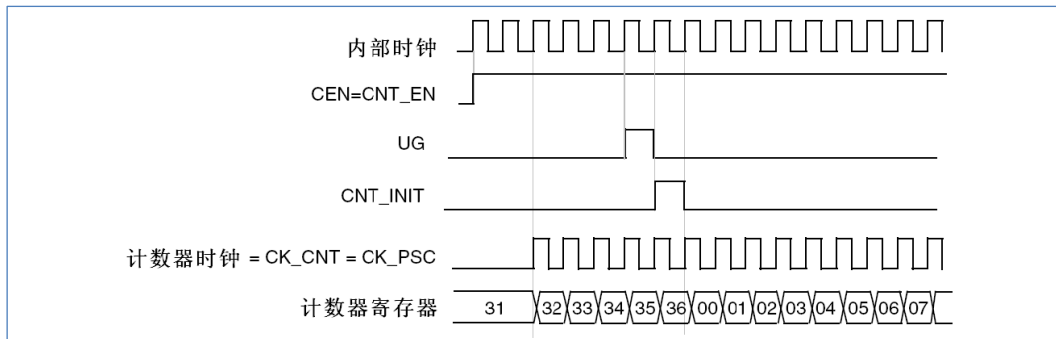 内部时钟
CEN=CNT_EN
UG
CNT_INIT
计数器时钟 = CK_CNT = CK_PSC
计数器寄存器 31 32 33 34 35 36 00 01 02 03 04 05 06 07